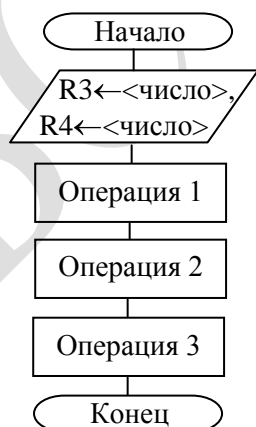 Начало
R3←<число>,
R4←<число>
Операция 1
Операция 2
Операция 3
Конец